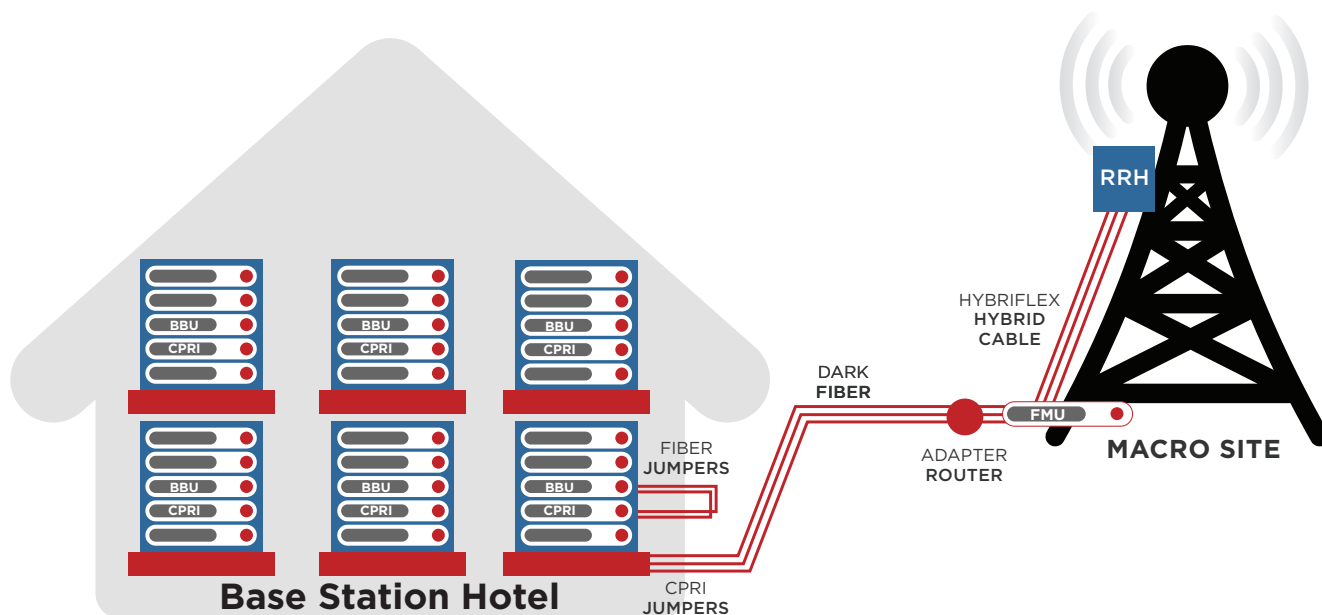 RRH
HYBRIFLEX
HYBRID
CABLE
BBU
BBU
BBU
CPRI
CPRI
CPRI
DARK
FIBER
FMU
MACRO SITE
ADAPTER
ROUTER
FIBER
JUMPERS
BBU
BBU
BBU
CPRI
CPRI
CPRI
CPRI
JUMPERS
Base Station Hotel